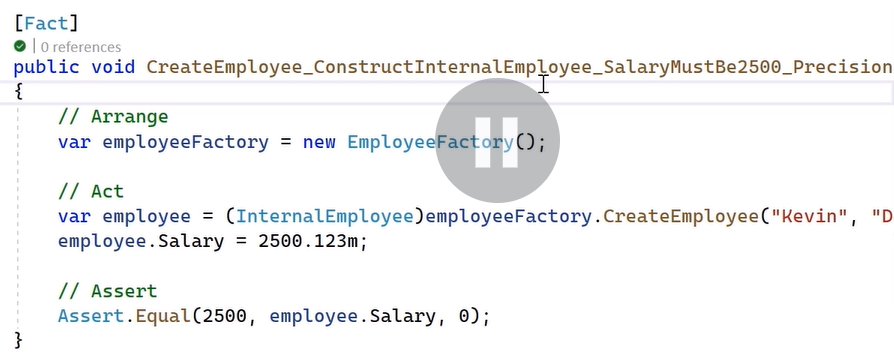 [Fact]
0 references
public void CreateEmployee_ConstructInternalEmployee_SalaryMustBe2500_Precision
{
// Arrange
var employeeFactory = new EmployeeFactory();
// Act
var employee = (InternalEmployee)employeeFactory.CreateEmployee("Kevin", "D
employee.Salary = 2500.123m;
// Assert
Assert.Equal(2500, employee.Salary, 0);
}